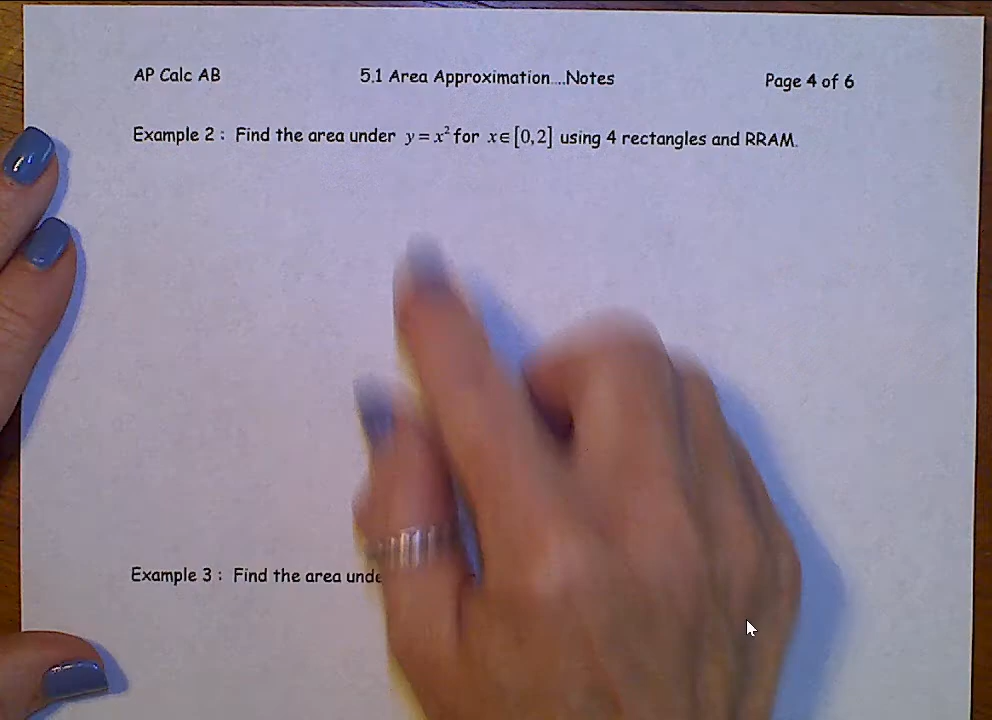 AP Calc AB 5.1 Area Approximation....Notes Page 4 of 6
Example 2 : Find the area under y = x² for x ∈ [0,2] using 4 rectangles and RRAM.
Example 3 : Find the area unde